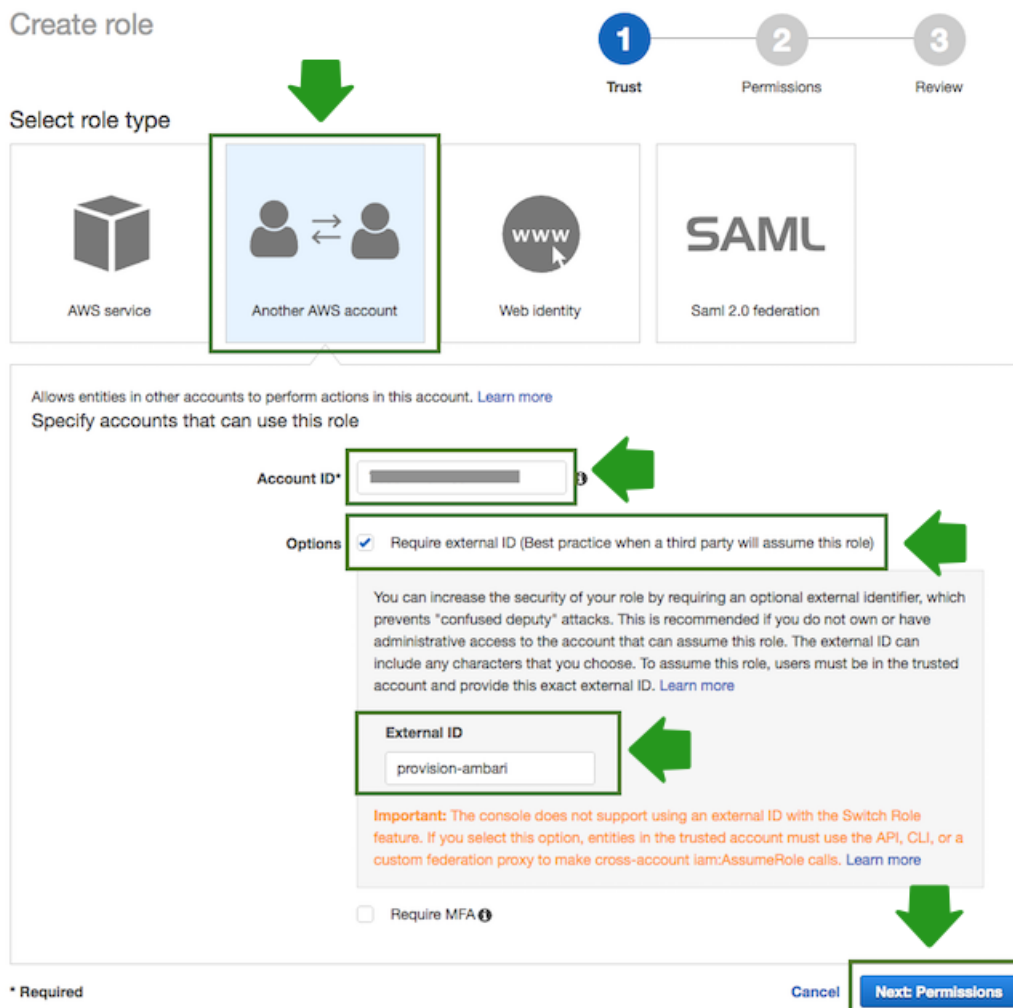 Create role
1
2
3
Trust
Permissions
Review
Select role type
www
SAML
AWS service
Another AWS account
Web identity
Saml 2.0 federation
Allows entities in other accounts to perform actions in this account. Learn more
Specify accounts that can use this role
Account ID*
Options
Require external ID (Best practice when a third party will assume this role)
You can increase the security of your role by requiring an optional external identifier, which
prevents "confused deputy" attacks. This is recommended if you do not own or have
administrative access to the account that can assume this role. The external ID can
include any characters that you choose. To assume this role, users must be in the trusted
account and provide this exact external ID. Learn more
External ID
provision-ambari
Important: The console does not support using an external ID with the Switch Role
feature. If you select this option, entities in the trusted account must use the API, CLI, or a
custom federation proxy to make cross-account iam:AssumeRole calls. Learn more
Require MFA
* Required
Cancel
Next: Permissions